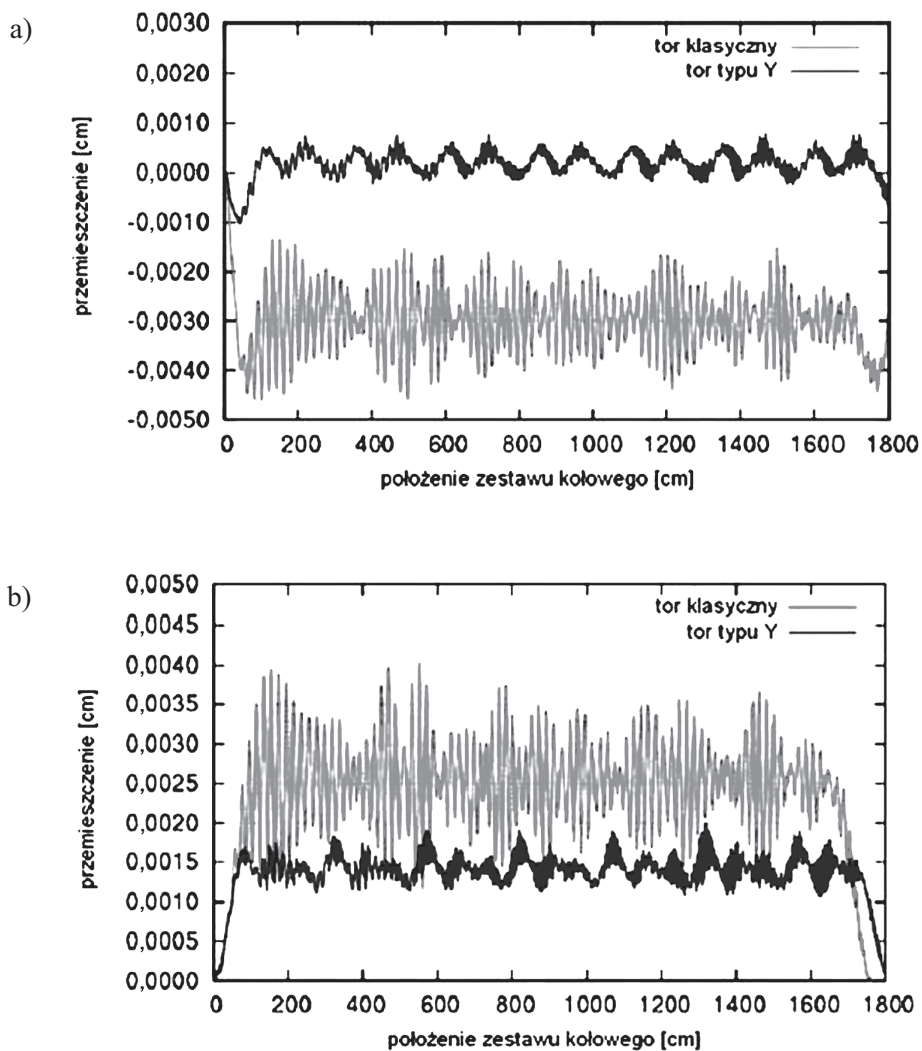 a)
0,0030
0,0020
0,0010
0,0000
-0,0010
-0,0020
-0,0030
-0,0040
-0,0050
przemieszczenie [cm]
tor klasyczny
tor typu Y
0 200 400 600 800 1000 1200 1400 1600 1800
położenie zestawu kołowego [cm]
b)
0,0050
0,0045
0,0040
0,0035
0,0030
0,0025
0,0020
0,0015
0,0010
0,0005
0,0000
przemieszczenie [cm]
tor klasyczny
tor typu Y
0 200 400 600 800 1000 1200 1400 1600 1800
położenie zestawu kołowego [cm]